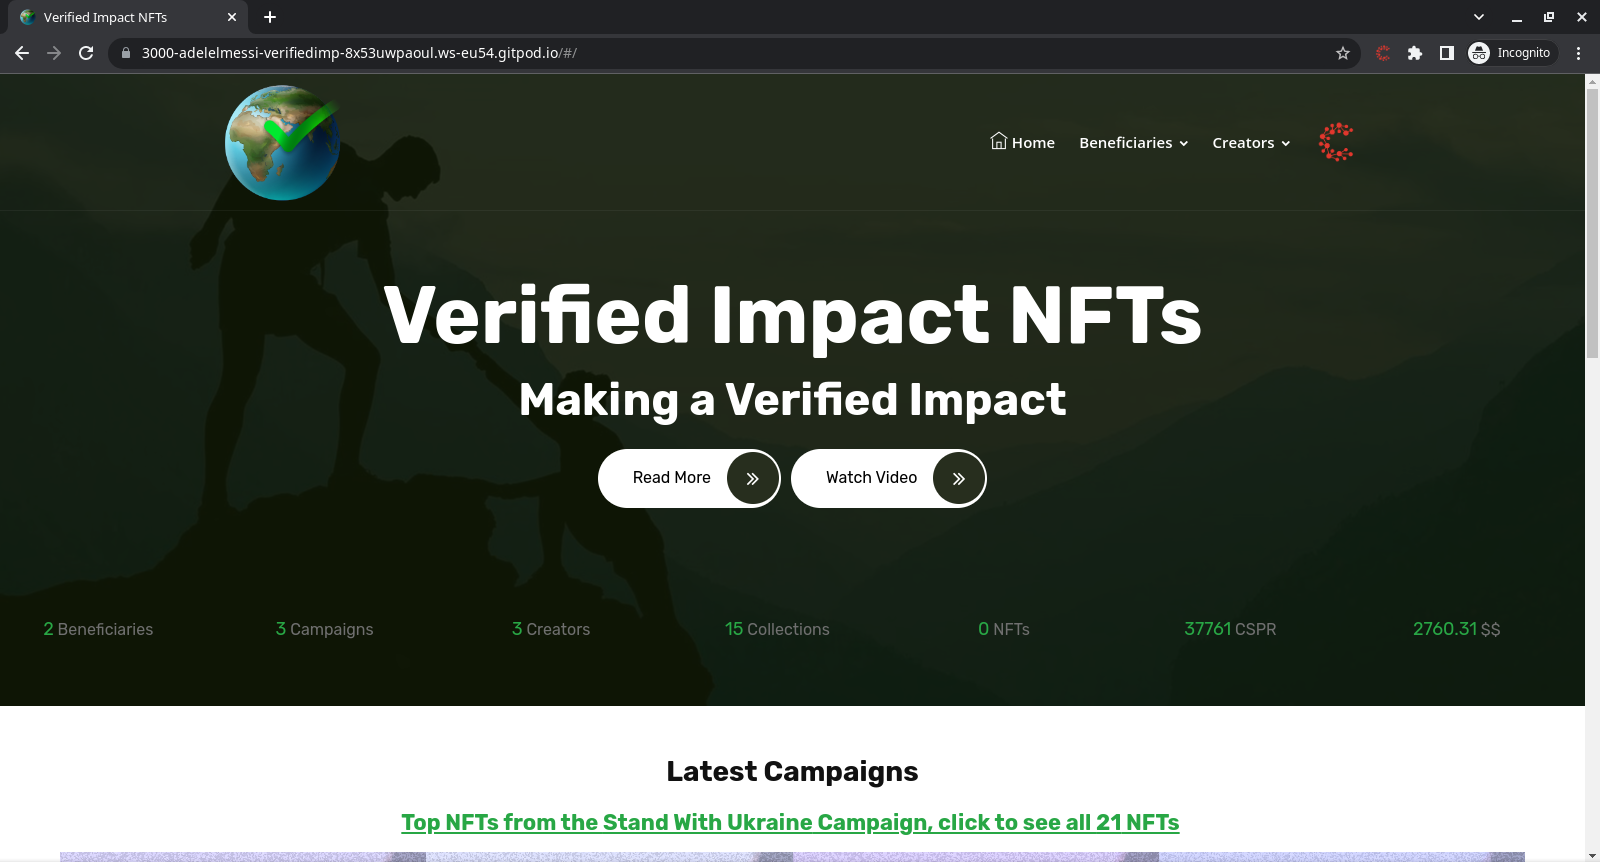 Verified Impact NFTs
3000-adelelmessi-verifiedimp-8x53uwpaoul.ws-eu54.gitpod.io/#/
Incognito
Home Beneficiaries Creators
Verified Impact NFTs
Making a Verified Impact
Read More Watch Video
2 Beneficiaries 3 Campaigns 3 Creators 15 Collections 0 NFTs 37761 CSPR 2760.31 $$
Latest Campaigns
Top NFTs from the Stand With Ukraine Campaign, click to see all 21 NFTs